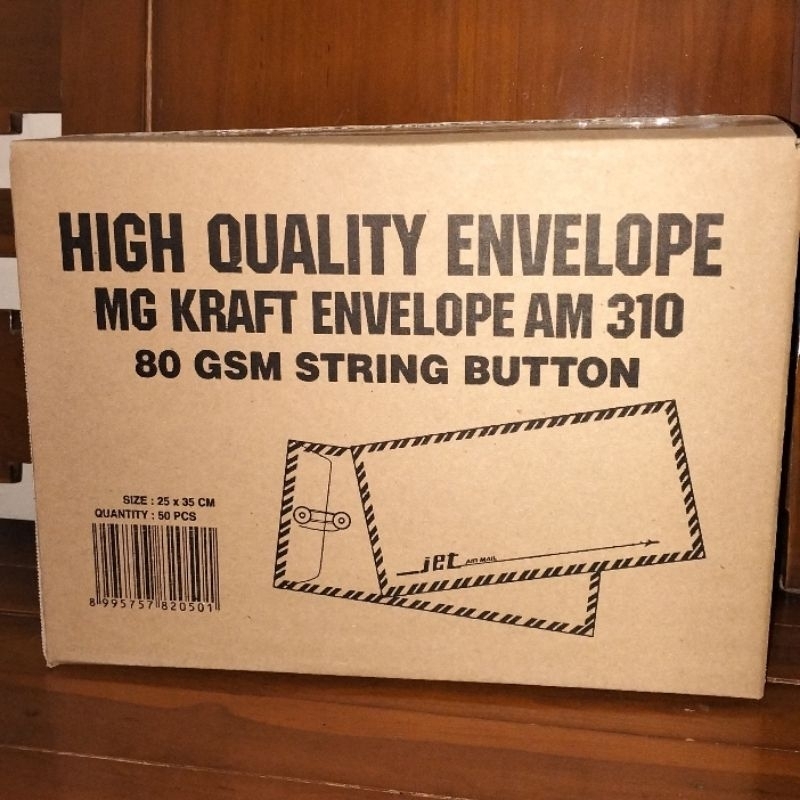 HIGH QUALITY ENVELOPE
MG KRAFT ENVELOPE AM 310
80 GSM STRING BUTTON
SIZE : 25 x 35 CM
QUANTITY : 50 PCS
8 995757 820501
jet AIR MAIL